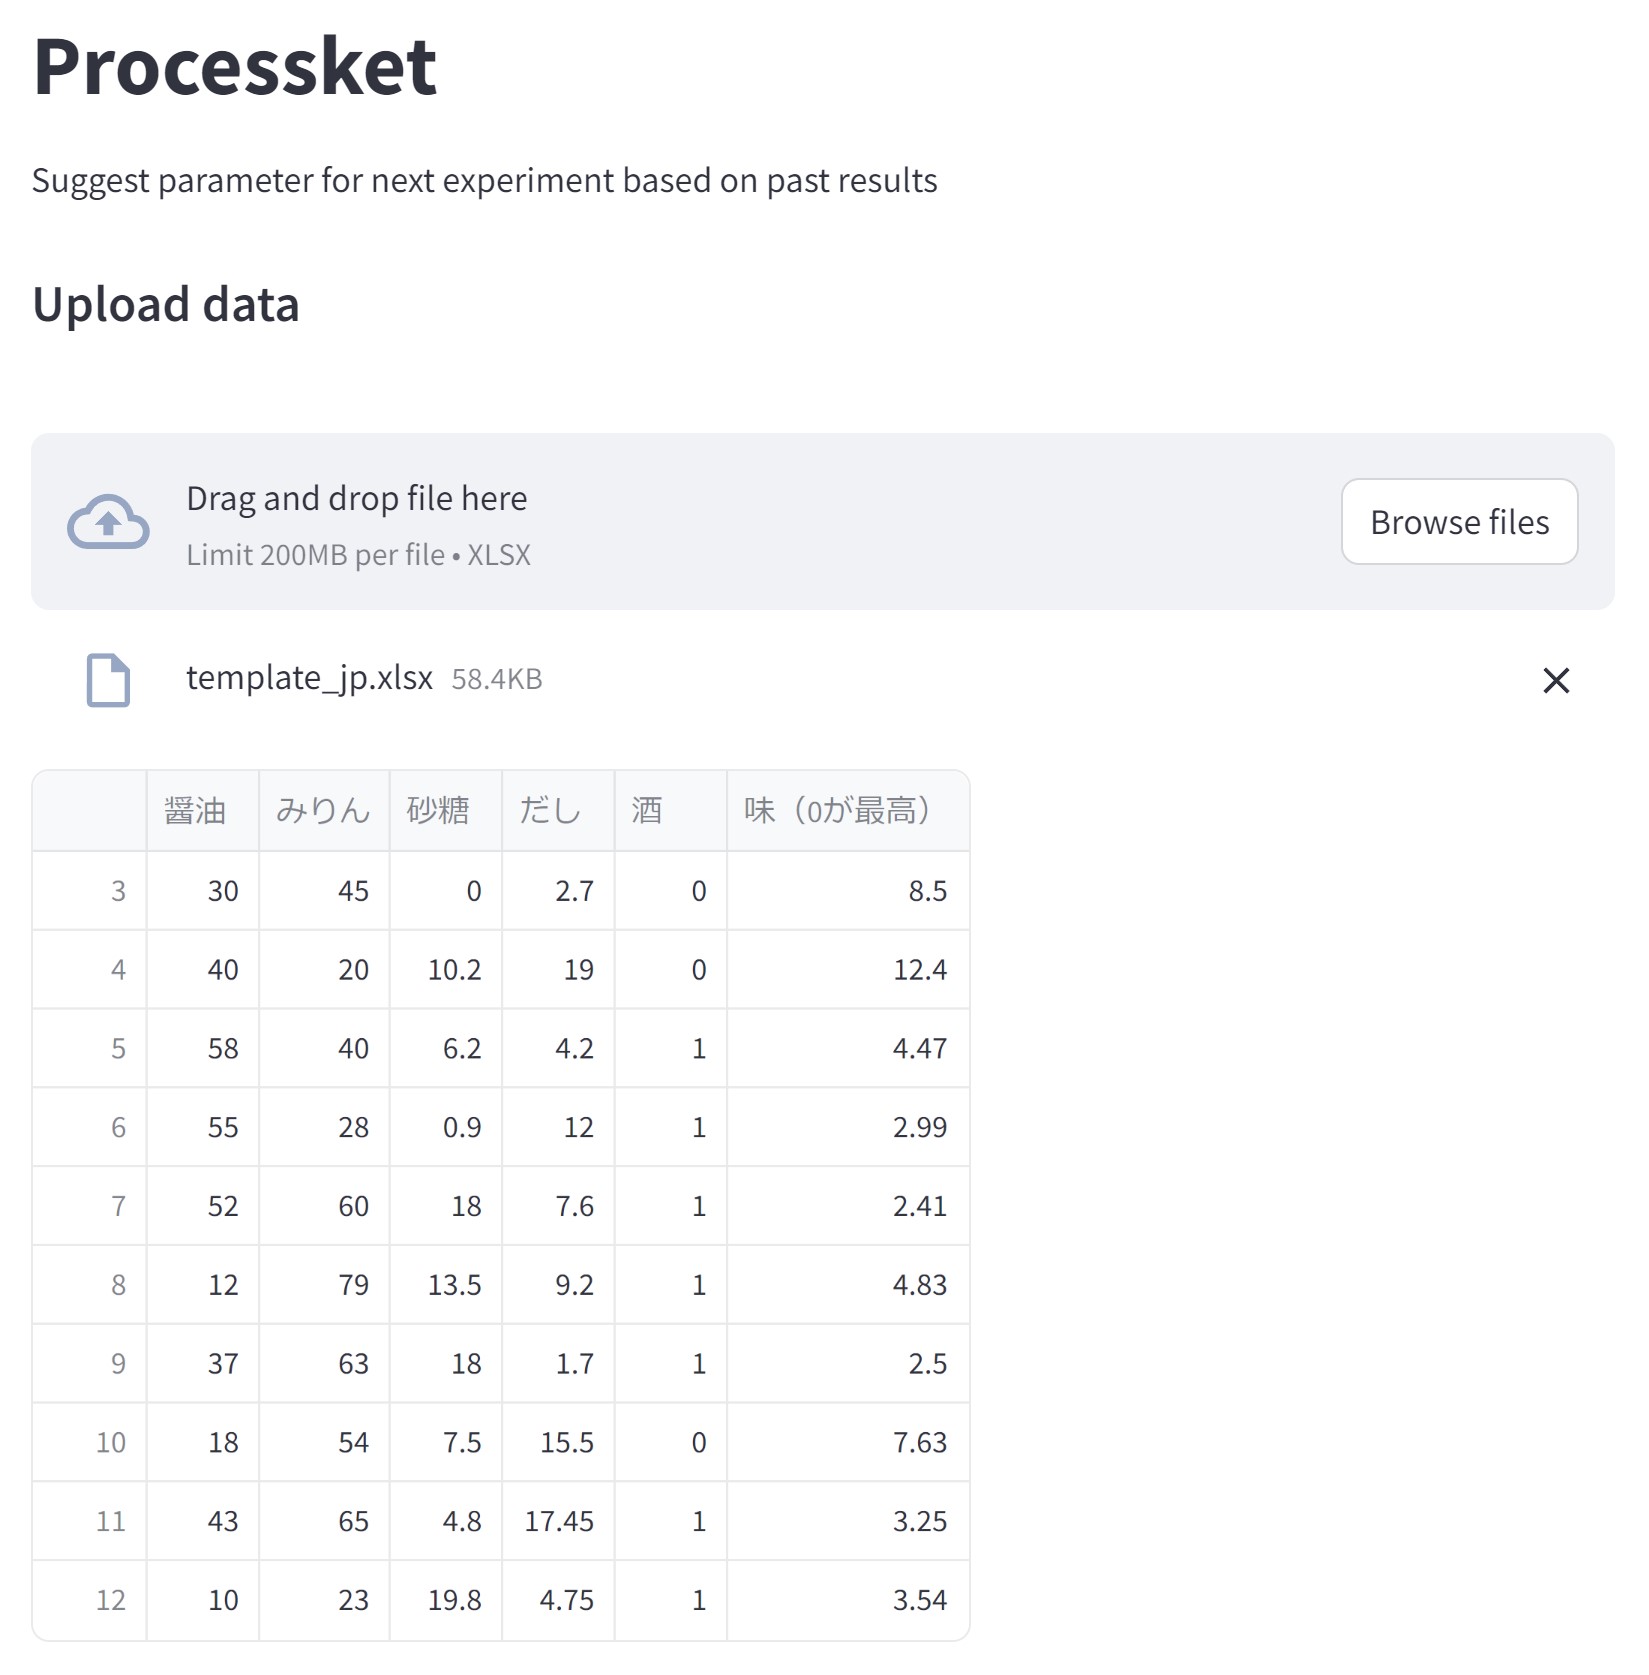 Processket
Suggest parameter for next experiment based on past results
Upload data
Drag and drop file here
Limit 200MB per file • XLSX
Browse files
template_jp.xlsx 58.4KB
醤油 みりん 砂糖 だし 酒 味（0が最高）
3 30 45 0 2.7 0 8.5
4 40 20 10.2 19 0 12.4
5 58 40 6.2 4.2 1 4.47
6 55 28 0.9 12 1 2.99
7 52 60 18 7.6 1 2.41
8 12 79 13.5 9.2 1 4.83
9 37 63 18 1.7 1 2.5
10 18 54 7.5 15.5 0 7.63
11 43 65 4.8 17.45 1 3.25
12 10 23 19.8 4.75 1 3.54